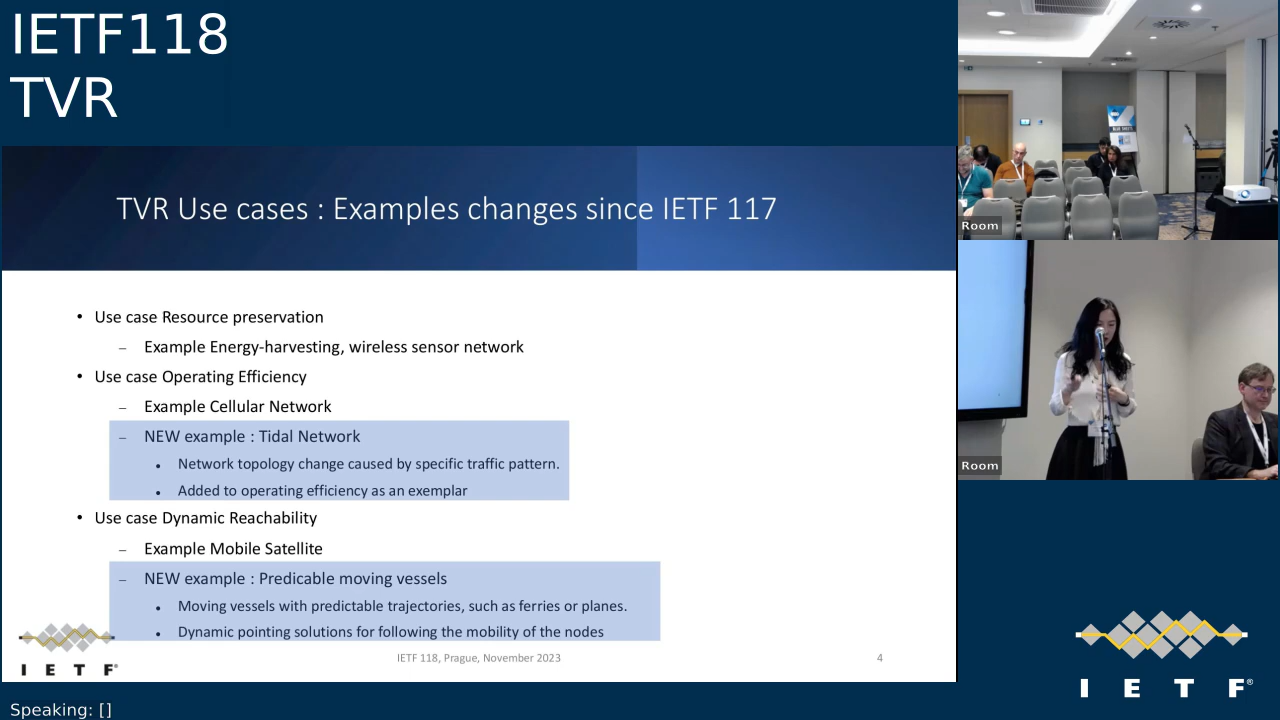 IETF118
TVR
TVR Use cases : Examples changes since IETF 117
• Use case Resource preservation
– Example Energy-harvesting, wireless sensor network
• Use case Operating Efficiency
– Example Cellular Network
– NEW example : Tidal Network
• Network topology change caused by specific traffic pattern.
• Added to operating efficiency as an exemplar
• Use case Dynamic Reachability
– Example Mobile Satellite
– NEW example : Predicable moving vessels
• Moving vessels with predictable trajectories, such as ferries or planes.
• Dynamic pointing solutions for following the mobility of the nodes
I E T F®
IETF 118, Prague, November 2023
4
Speaking: []
Room
Room
I E T F®